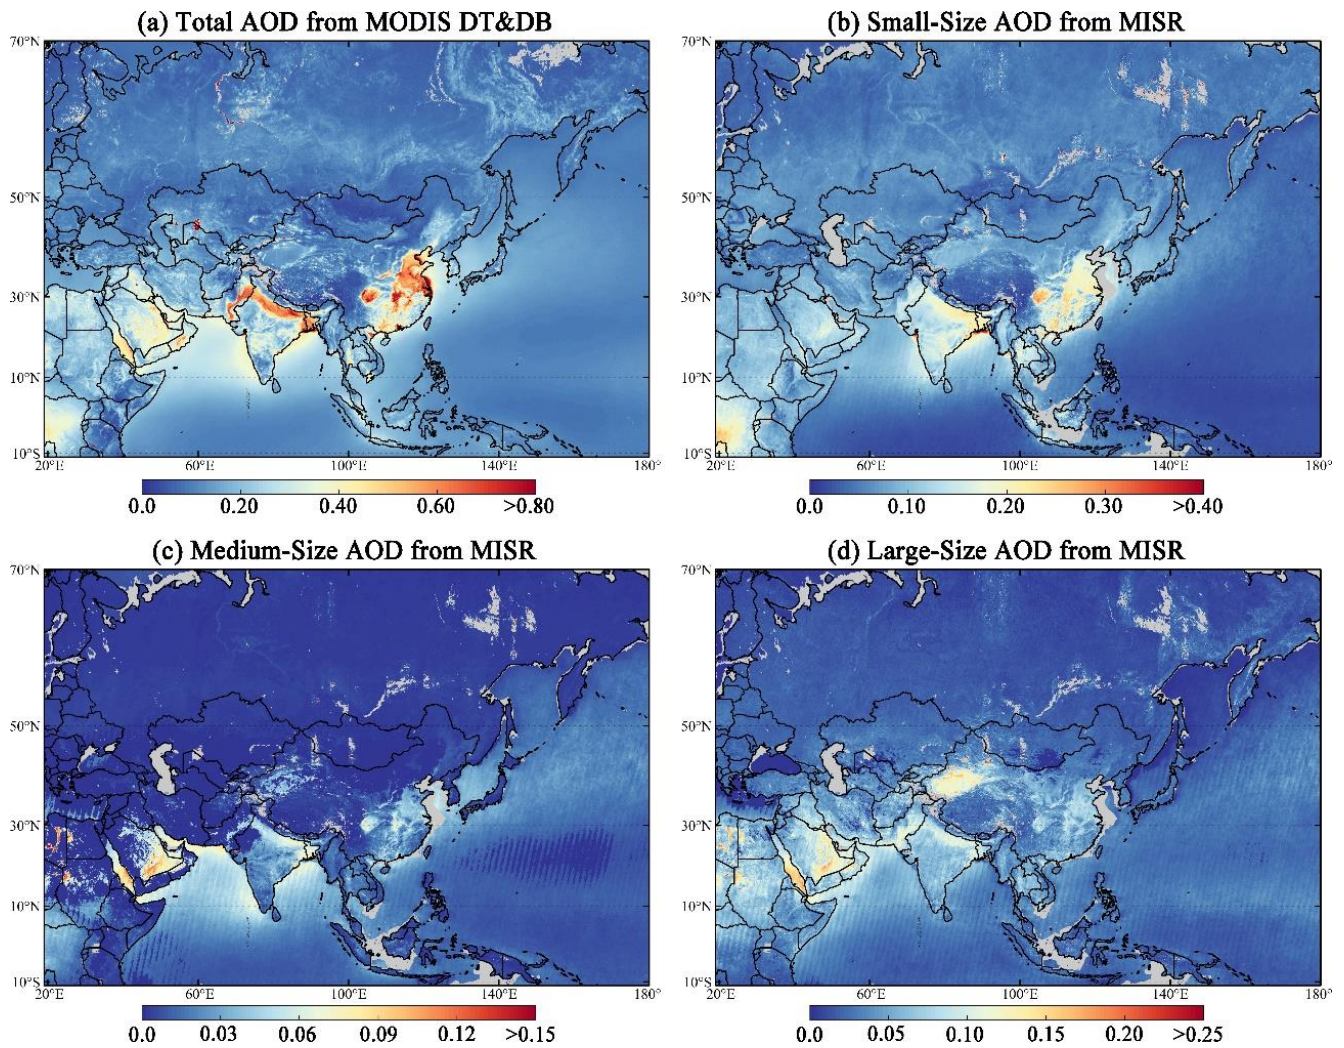 (a) Total AOD from MODIS DT&DB
70°N
50°N
30°N
10°N
10°S
20°E 60°E 100°E 140°E 180°
0.0 0.20 0.40 0.60 >0.80
(b) Small-Size AOD from MISR
70°N
50°N
30°N
10°N
10°S
20°E 60°E 100°E 140°E 180°
0.0 0.10 0.20 0.30 >0.40
(c) Medium-Size AOD from MISR
70°N
50°N
30°N
10°N
10°S
20°E 60°E 100°E 140°E 180°
0.0 0.03 0.06 0.09 0.12 >0.15
(d) Large-Size AOD from MISR
70°N
50°N
30°N
10°N
10°S
20°E 60°E 100°E 140°E 180°
0.0 0.05 0.10 0.15 0.20 >0.25